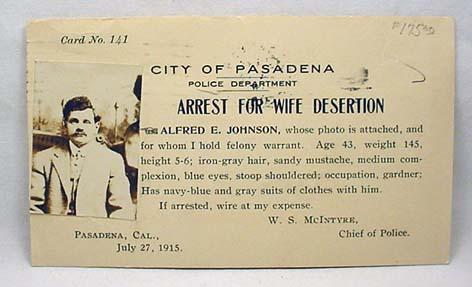 Card No. 141
$175.00
CITY OF PASADENA
POLICE DEPARTMENT
ARREST FOR WIFE DESERTION
ALFRED E. JOHNSON, whose photo is attached, and
for whom I hold felony warrant. Age 43, weight 145,
height 5-6; iron-gray hair, sandy mustache, medium com-
plexion, blue eyes, stoop shouldered; occupation, gardner;
Has navy-blue and gray suits of clothes with him.
If arrested, wire at my expense.
W. S. McINTYRE,
Chief of Police.
PASADENA, CAL.,
July 27, 1915.